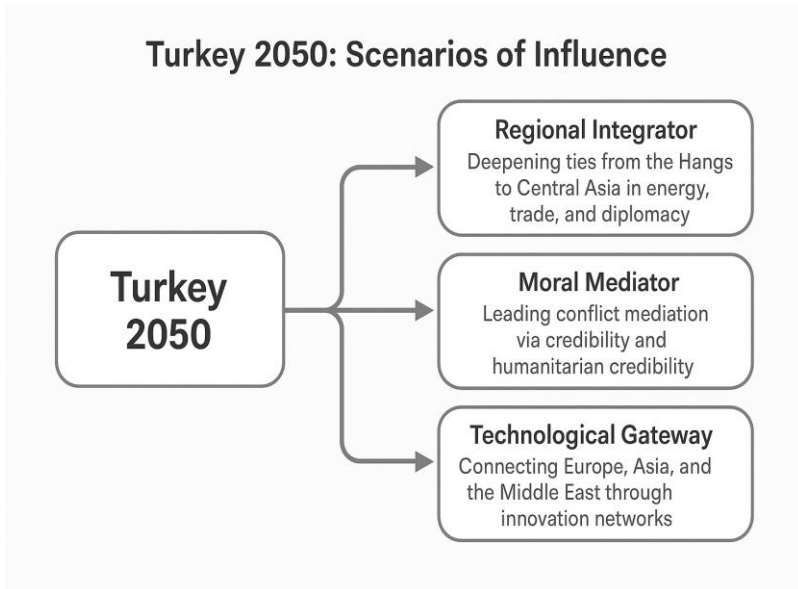 Turkey 2050: Scenarios of Influence
Turkey
2050
Regional Integrator
Deepening ties from the Hangs
to Central Asia in energy,
trade, and diplomacy
Moral Mediator
Leading conflict mediation
via credibility and
humanitarian credibility
Technological Gateway
Connecting Europe, Asia, and
the Middle East through
innovation networks